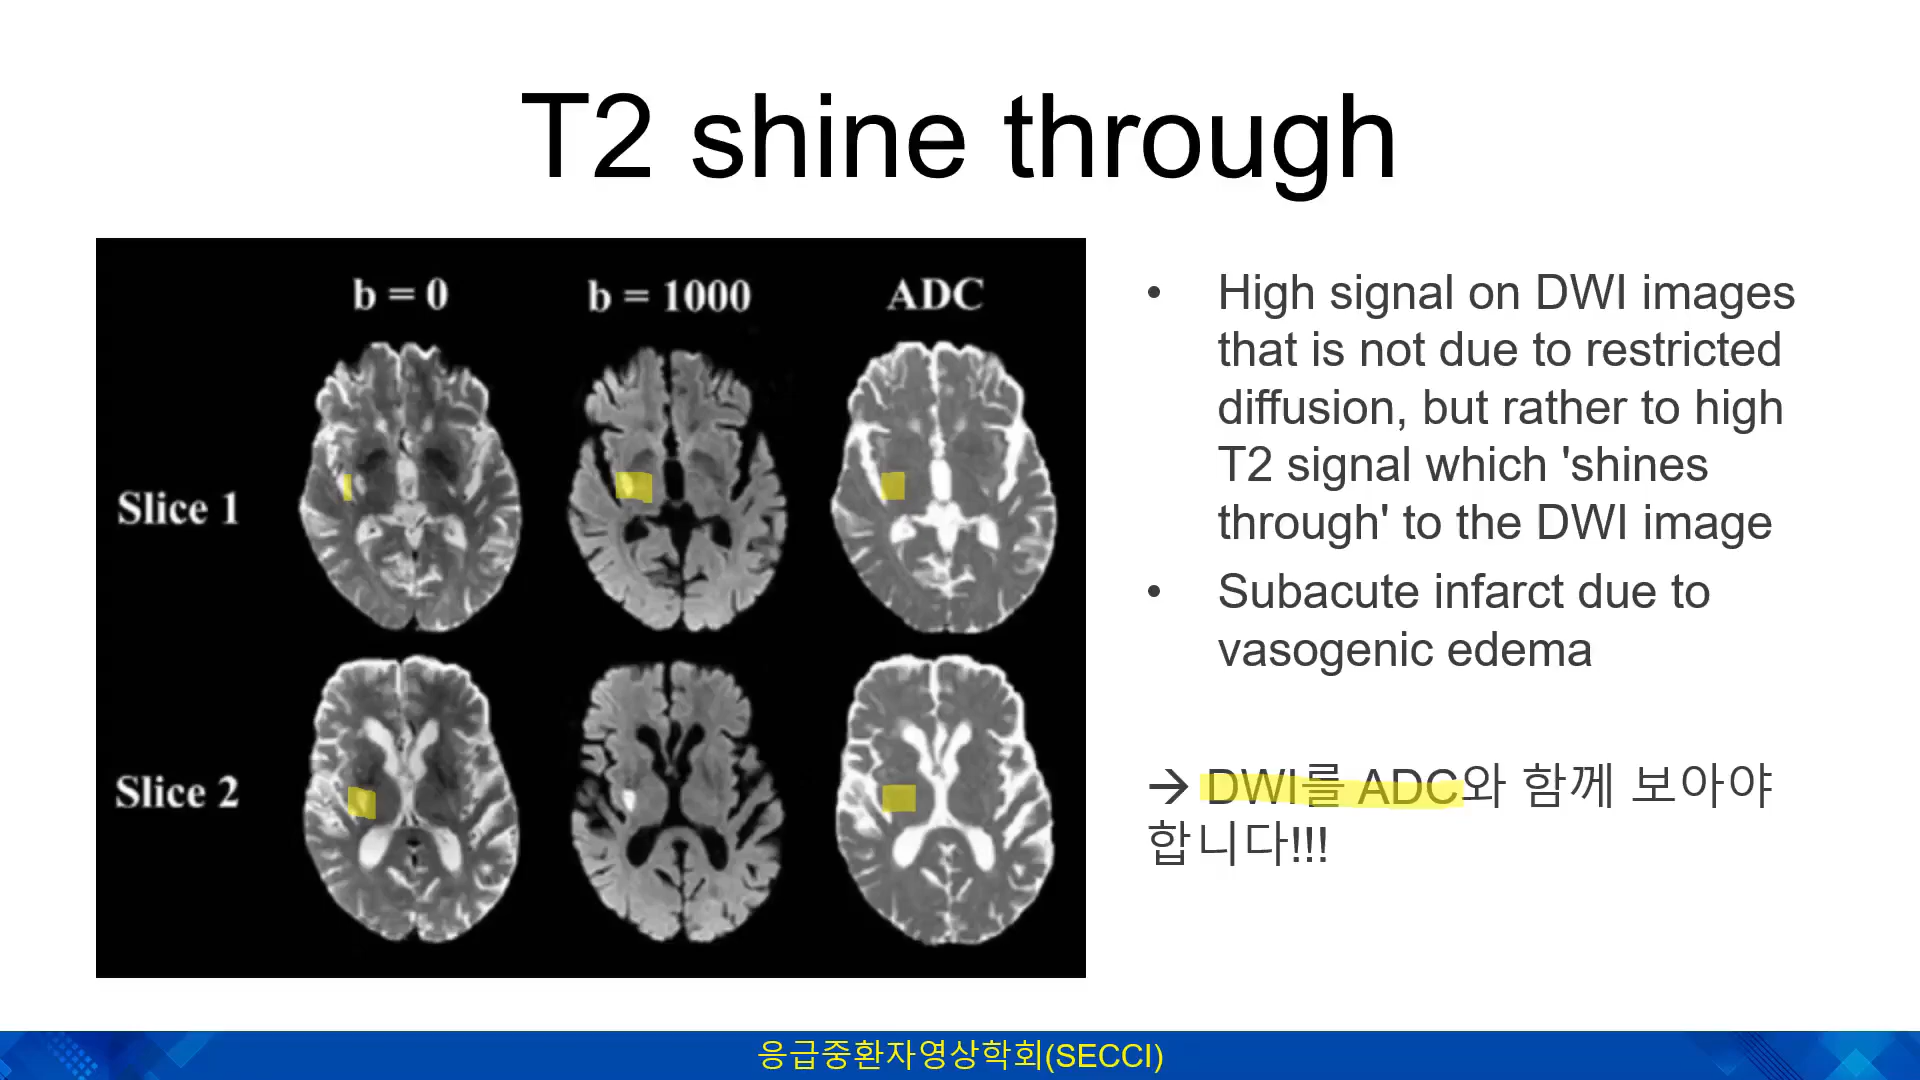 T2 shine through
b = 0
b = 1000
ADC
Slice 1
Slice 2
• High signal on DWI images
that is not due to restricted
diffusion, but rather to high
T2 signal which 'shines
through' to the DWI image
• Subacute infarct due to
vasogenic edema
→ DWI를 ADC와 함께 보아야
합니다!!!
응급중환자영상학회(SECCI)